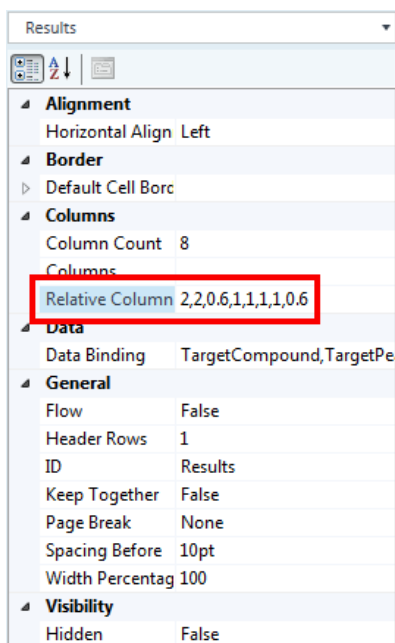 Results
Alignment
Horizontal Align Left
Border
Default Cell Bord
Columns
Column Count 8
Columns
Relative Column 2,2,0.6,1,1,1,1,0.6
Data
Data Binding TargetCompound,TargetPe
General
Flow False
Header Rows 1
ID Results
Keep Together False
Page Break None
Spacing Before 10pt
Width Percentag 100
Visibility
Hidden False